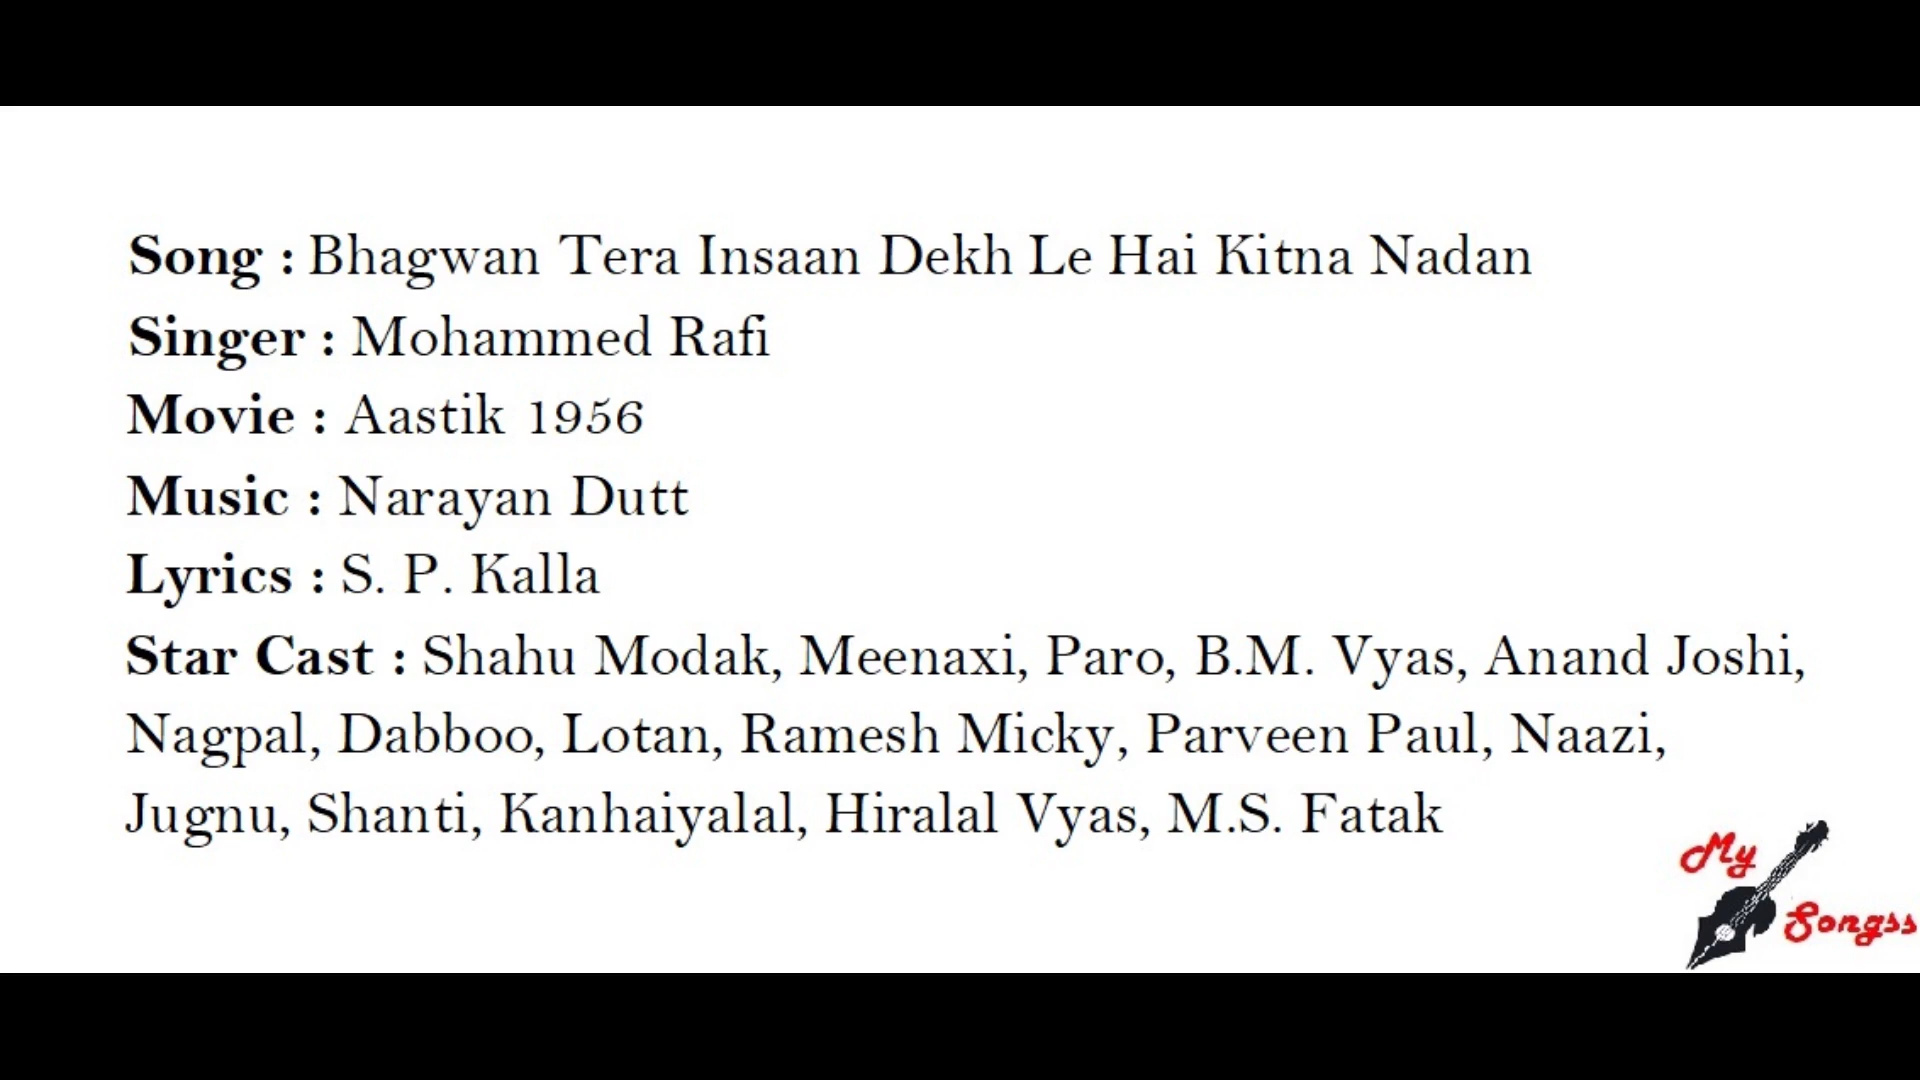 Song : Bhagwan Tera Insaan Dekh Le Hai Kitna Nadan
Singer : Mohammed Rafi
Movie : Aastik 1956
Music : Narayan Dutt
Lyrics : S. P. Kalla
Star Cast : Shahu Modak, Meenaxi, Paro, B.M. Vyas, Anand Joshi,
Nagpal, Dabboo, Lotan, Ramesh Micky, Parveen Paul, Naazi,
Jugnu, Shanti, Kanhaiyalal, Hiralal Vyas, M.S. Fatak
My
Songss